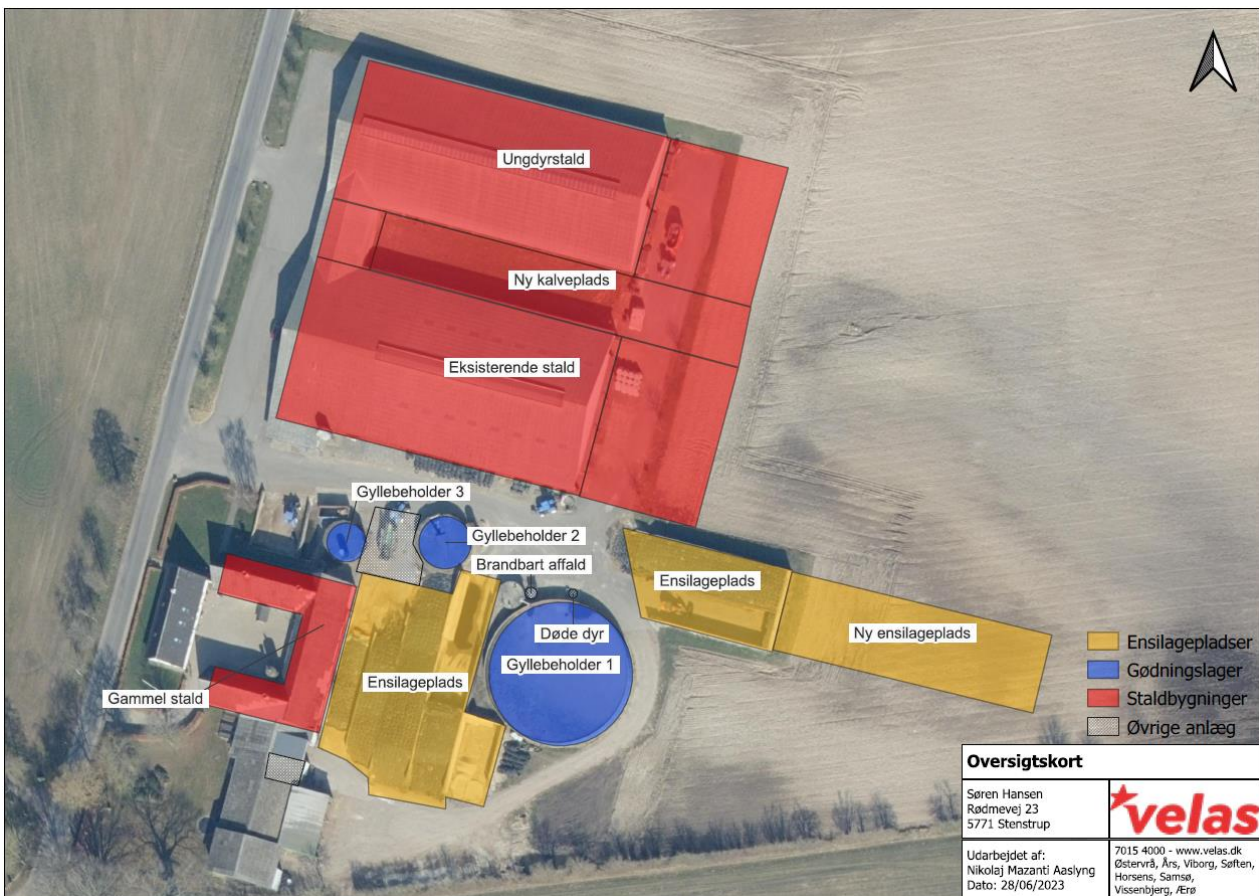 Ungdyrstald
Ny kalveplads
Eksisterende stald
Gyllebeholder 3
Gyllebeholder 2
Brandbart affald
Ensilageplads
Døde dyr
Ny ensilageplads
Gyllebeholder 1
Ensilageplads
Gammel stald
Ensilagepladser
Gødningslager
Staldbygninger
Øvrige anlæg
Oversigtskort
Søren Hansen
Rødmevej 23
5771 Stenstrup
velas
Udarbejdet af:
Nikolaj Mazanti Aaslyng
Dato: 28/06/2023
7015 4000 - www.velas.dk
Østervrå, Års, Viborg, Søften,
Horsens, Samsø,
Vissenbjerg, Ærø